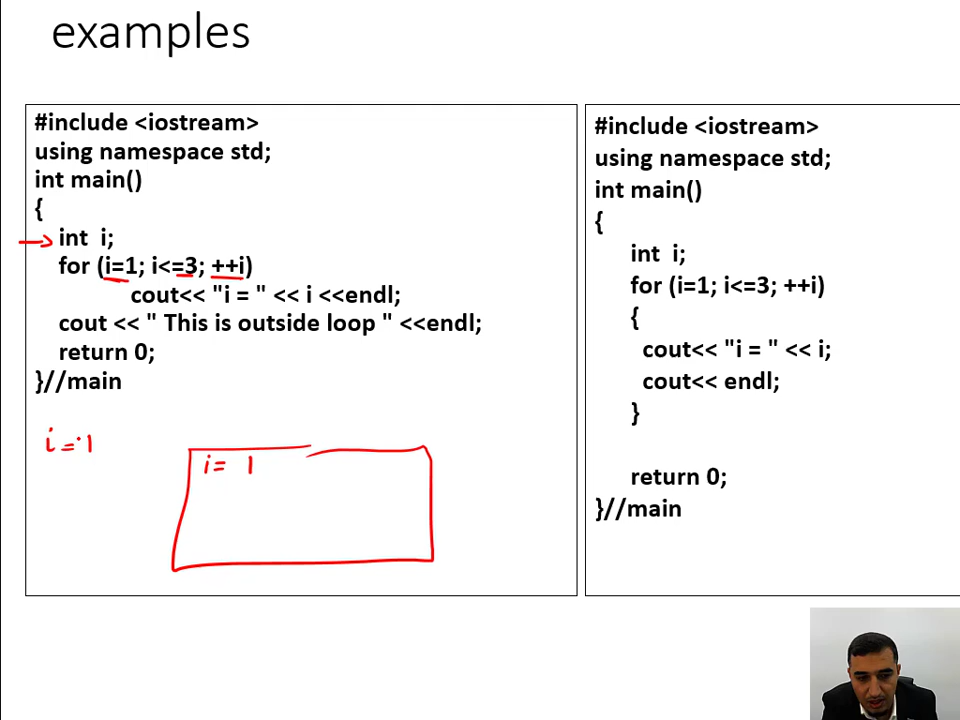 examples
#include <iostream>
using namespace std;
int main()
{
int i;
for (i=1; i<=3; ++i)
cout<< "i = " << i <<endl;
cout << " This is outside loop " <<endl;
return 0;
}//main
i = 1
i = 1
#include <iostream>
using namespace std;
int main()
{
int i;
for (i=1; i<=3; ++i)
{
cout<< "i = " << i;
cout<< endl;
}
return 0;
}//main